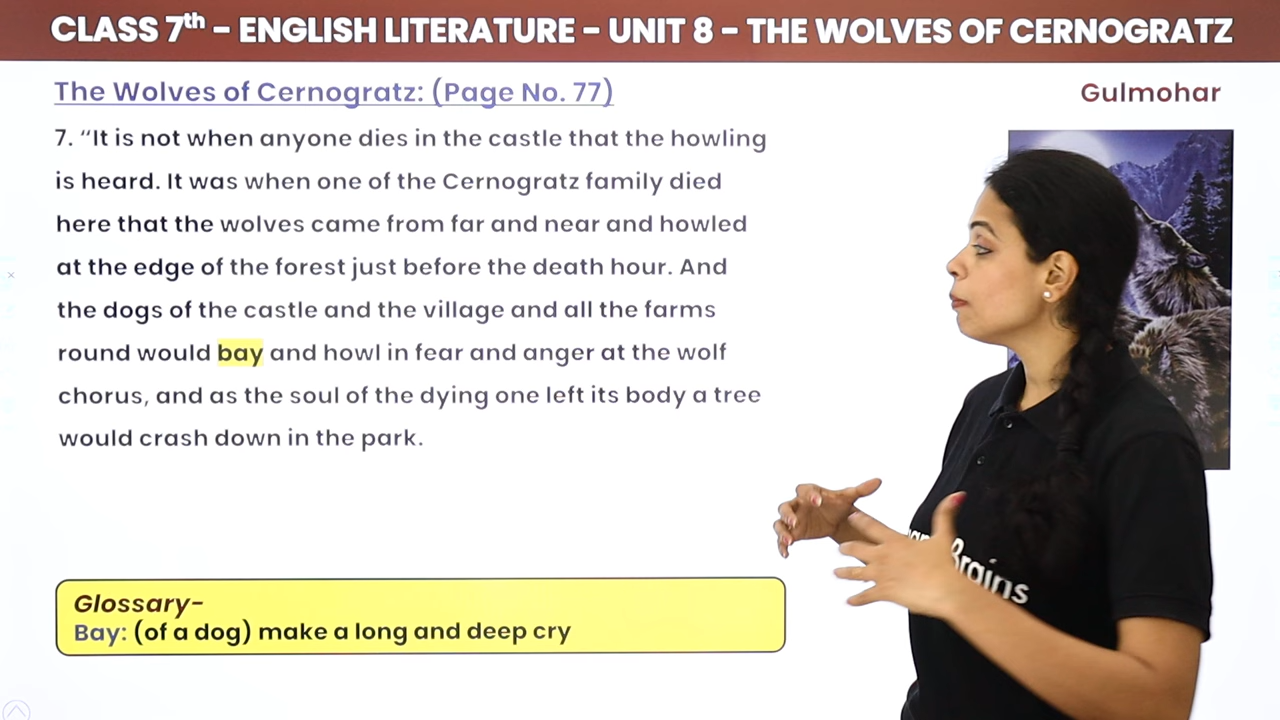 CLASS 7th – ENGLISH LITERATURE – UNIT 8 – THE WOLVES OF CERNOGRATZ
The Wolves of Cernogratz: (Page No. 77)
Gulmohar
7. “It is not when anyone dies in the castle that the howling
is heard. It was when one of the Cernogratz family died
here that the wolves came from far and near and howled
at the edge of the forest just before the death hour. And
the dogs of the castle and the village and all the farms
round would bay and howl in fear and anger at the wolf
chorus, and as the soul of the dying one left its body a tree
would crash down in the park.
Glossary-
Bay: (of a dog) make a long and deep cry
Brains